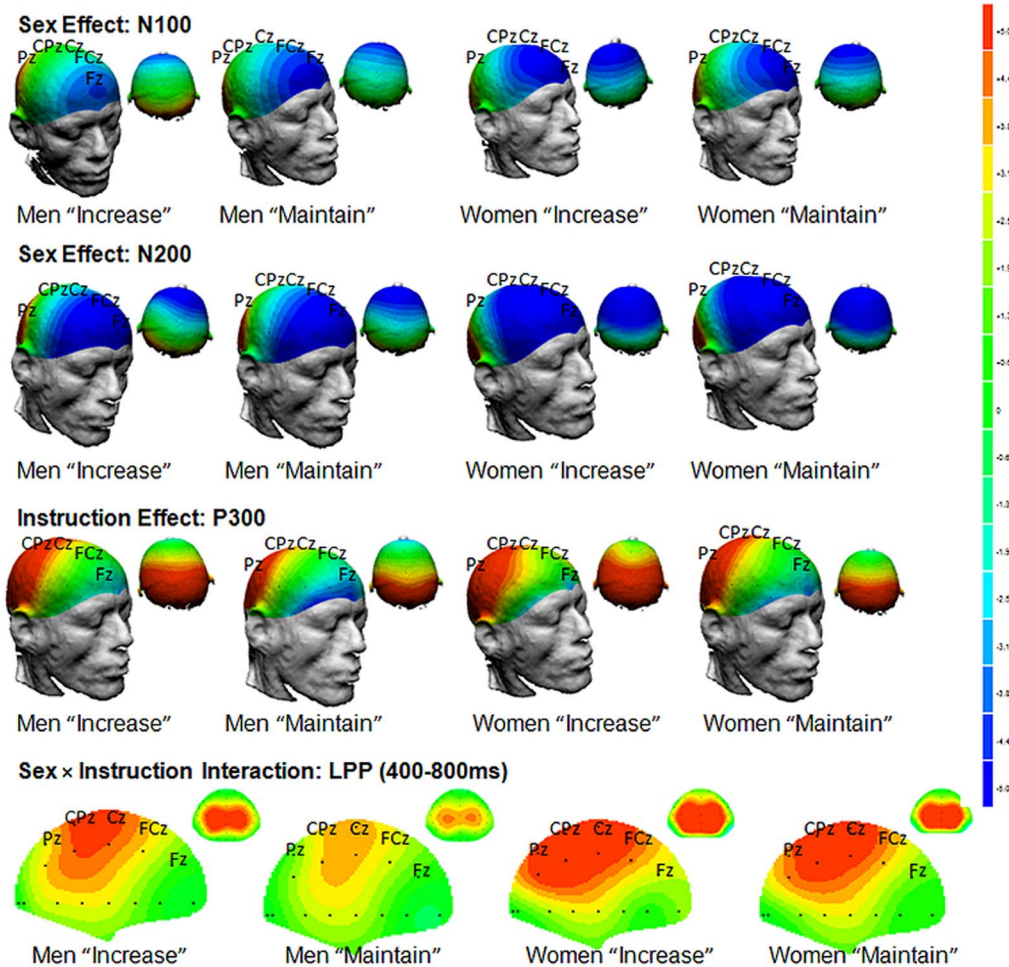 Sex Effect: N100
CPz Cz
Pz FCz
Fz
Cz
CPz FCz
Pz Fz
CPz Cz
Pz FCz
Fz
CPz Cz
Pz FCz
Fz
Men “Increase”
Men “Maintain”
Women “Increase”
Women “Maintain”
Sex Effect: N200
CPz Cz
Pz FCz
Fz
CPz Cz
Pz FCz
Fz
CPz Cz
Pz FCz
Fz
CPz Cz
Pz FCz
Fz
Men “Increase”
Men “Maintain”
Women “Increase”
Women “Maintain”
Instruction Effect: P300
CPz Cz
Pz FCz
Fz
CPz Cz
Pz FCz
Fz
CPz Cz
Pz FCz
Fz
CPz Cz
Pz FCz
Fz
Men “Increase”
Men “Maintain”
Women “Increase”
Women “Maintain”
Sex × Instruction Interaction: LPP (400-800ms)
CPz Cz
Pz FCz
Fz
CPz Cz
Pz FCz
Fz
CPz Cz
Pz FCz
Fz
CPz Cz
Pz FCz
Fz
Men “Increase”
Men “Maintain”
Women “Increase”
Women “Maintain”